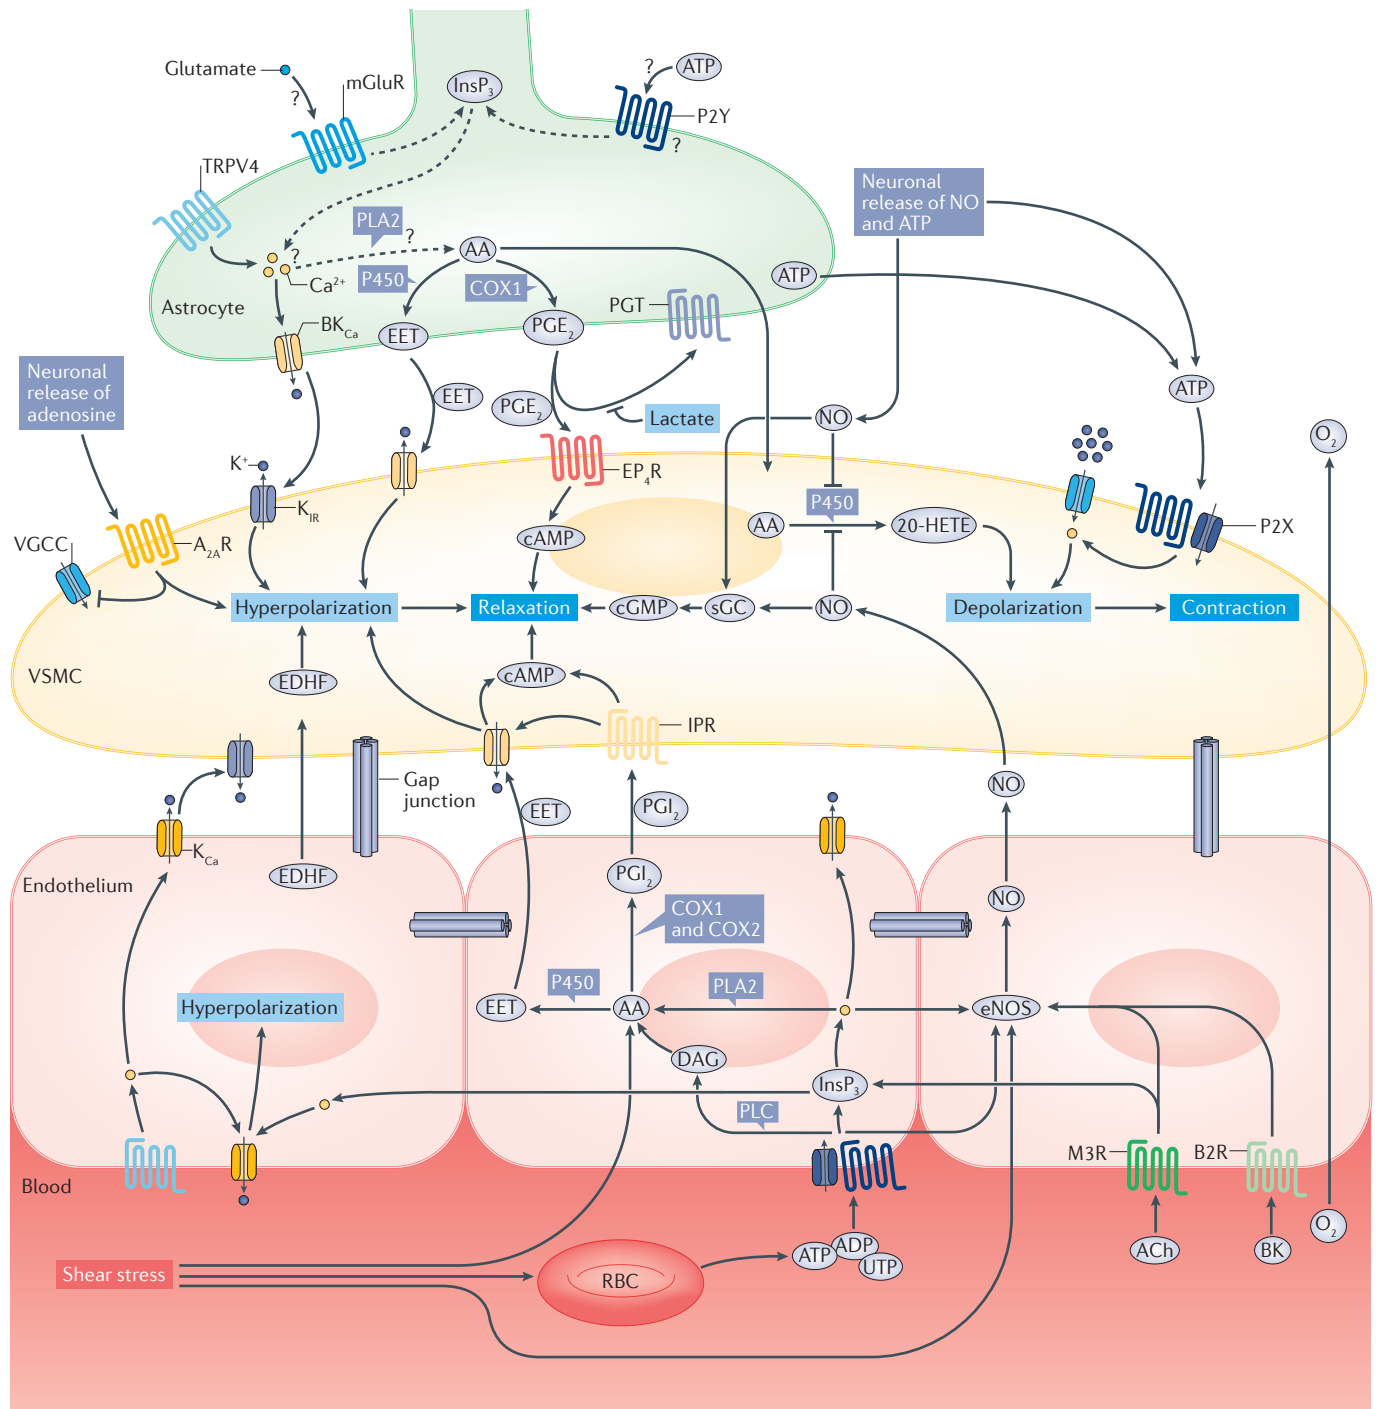 Glutamate
?
mGluR
InsP3
?
ATP
P2Y
?
TRPV4
PLA2
?
?
AA
Ca2+
P450
COX1
Astrocyte
BKCa
EET
PGE2
PGT
ATP
Neuronal
release of NO
and ATP
Neuronal
release of
adenosine
EET
PGE2
Lactate
NO
ATP
O2
K+
KIR
EP4R
P450
AA
20-HETE
P2X
VGCC
A2AR
cAMP
Hyperpolarization
Relaxation
cGMP
sGC
NO
Depolarization
Contraction
VSMC
EDHF
cAMP
IPR
Gap
junction
EET
PGI2
NO
KCa
Endothelium
EDHF
PGI2
NO
COX1
and COX2
Hyperpolarization
P450
PLA2
EET
AA
eNOS
DAG
InsP3
PLC
M3R
B2R
Blood
ATP
ADP
UTP
ACh
BK
O2
Shear stress
RBC